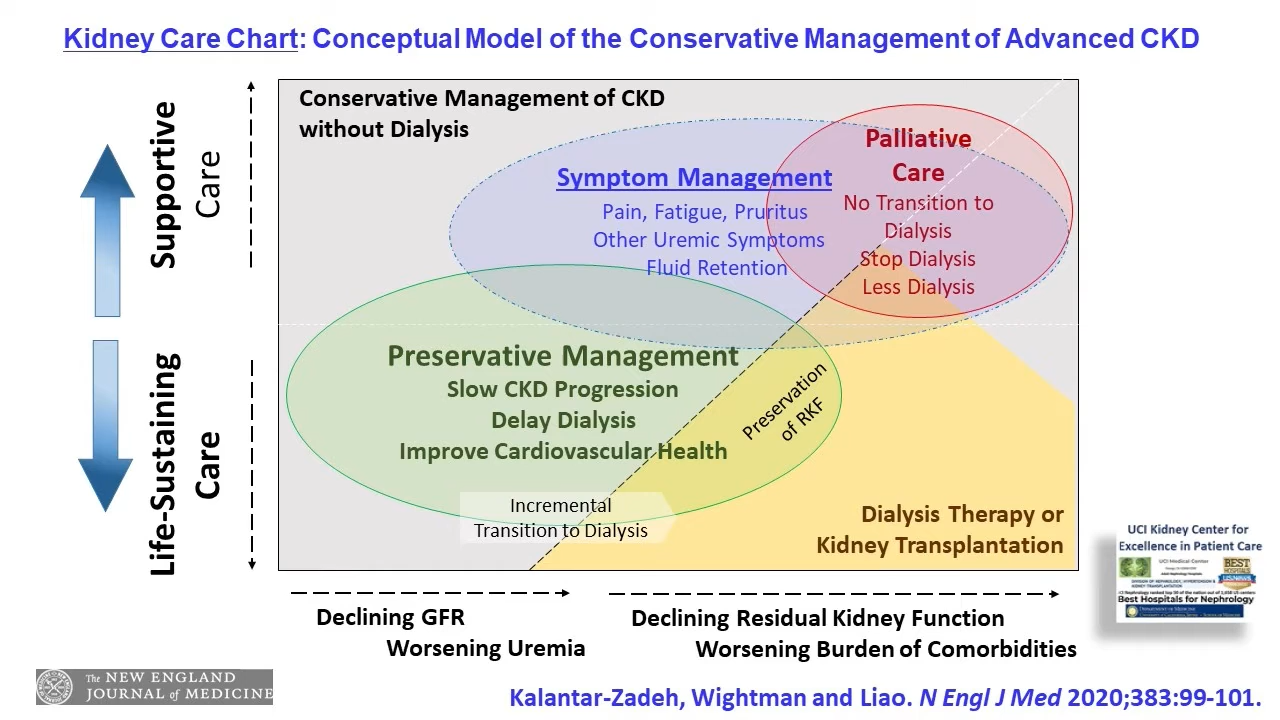 Kidney Care Chart: Conceptual Model of the Conservative Management of Advanced CKD
Supportive
Care
Life-Sustaining
Care
Conservative Management of CKD
without Dialysis
Symptom Management
Pain, Fatigue, Pruritus
Other Uremic Symptoms
Fluid Retention
Palliative
Care
No Transition to
Dialysis
Stop Dialysis
Less Dialysis
Preservative Management
Slow CKD Progression
Delay Dialysis
Improve Cardiovascular Health
Preservation
of RKF
Incremental
Transition to Dialysis
Dialysis Therapy or
Kidney Transplantation
Declining GFR
Worsening Uremia
Declining Residual Kidney Function
Worsening Burden of Comorbidities
UCI Kidney Center for
Excellence in Patient Care
UCI Medical Center
BEST
HOSPITALS
U.S. NEWS
DIVISION OF NEPHROLOGY, HYPERTENSION &
KIDNEY TRANSPLANTATION
Best Hospitals for Nephrology
DEPARTMENT OF MEDICINE
The NEW ENGLAND
JOURNAL of MEDICINE
Kalantar-Zadeh, Wightman and Liao. N Engl J Med 2020;383:99-101.